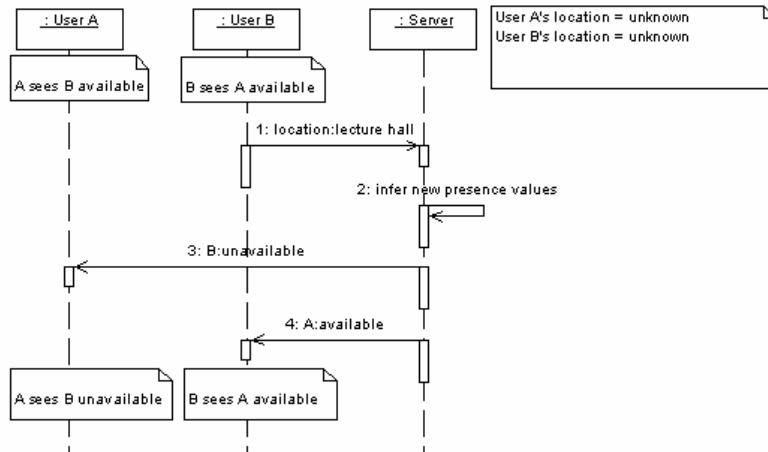 : User A
: User B
: Server
User A's location = unknown
User B's location = unknown
A sees B available
B sees A available
1: location:lecture hall
2: infer new presence values
3: B:unavailable
4: A:available
A sees B unavailable
B sees A available